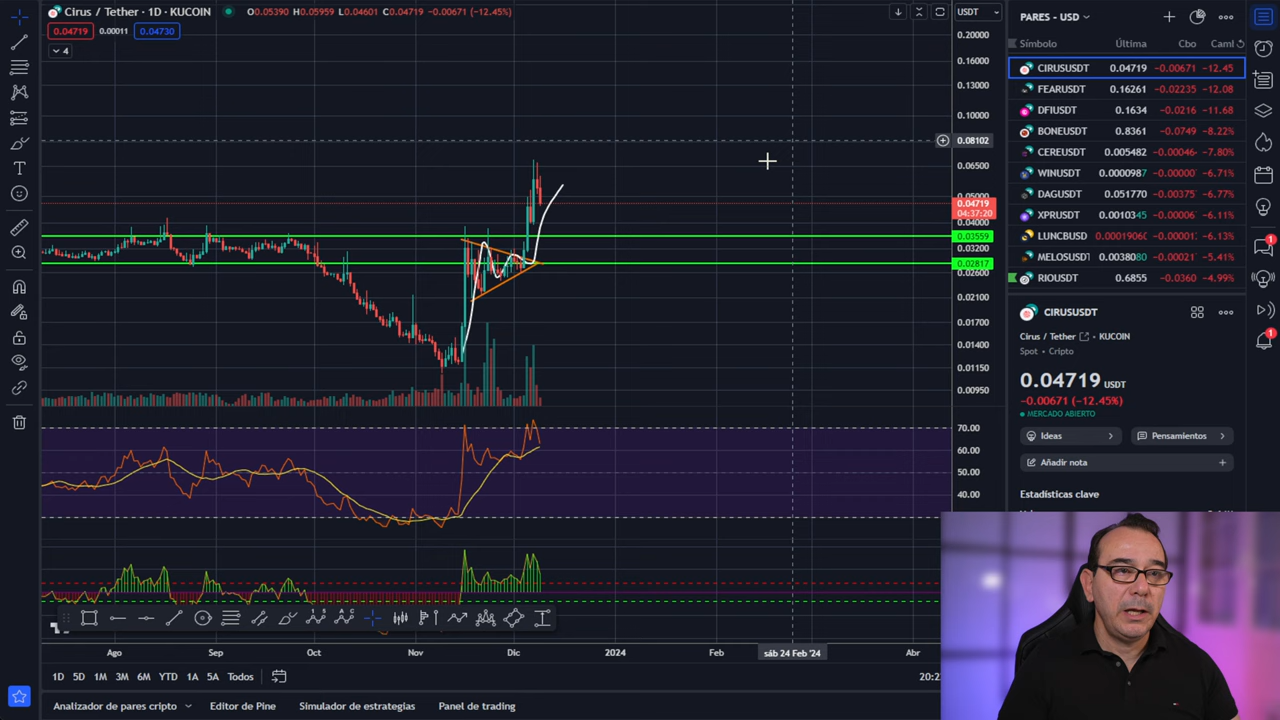 Cirus / Tether · 1D · KUCOIN O0.05390 H0.05959 L0.04601 C0.04719 −0.00671 (−12.45%)
0.04719 0.00011 0.04730
4
USDT
0.20000
0.16000
0.13000
0.10000
0.08102
0.06500
0.05000
0.04719
04:37:20
0.04000
0.03559
0.03200
0.02817
0.02600
0.02100
0.01700
0.01400
0.01150
0.00950
70.00
60.00
50.00
40.00
Ago Sep Oct Nov Dic 2024 Feb sáb 24 Feb '24 Abr
1D 5D 1M 3M 6M YTD 1A 5A Todos
20:2
Analizador de pares cripto Editor de Pine Simulador de estrategias Panel de trading
PARES - USD
Símbolo Última Cbo Caml
CIRUSUSDT 0.04719 −0.00671 −12.45
FEARUSDT 0.16261 −0.02235 −12.08
DFIUSDT 0.1634 −0.0216 −11.68
BONEUSDT 0.8361 −0.0749 −8.22%
CEREUSDT 0.005482 −0.00046 −7.80%
WINUSDT 0.0000987 −0.00000 −6.71%
DAGUSDT 0.051770 −0.00375 −6.77%
XPRUSDT 0.0010345 −0.00006 −6.11%
LUNCBUSD 0.0001906 −0.00001 −6.13%
MELOSUSDT 0.0038080 −0.00021 −5.41%
RIOUSDT 0.6855 −0.0360 −4.99%
1
CIRUSUSDT
Cirus / Tether · KUCOIN
Spot · Cripto
0.04719 USDT
−0.00671 (−12.45%)
MERCADO ABIERTO
1
Ideas
Pensamientos
Añadir nota
Estadísticas clave